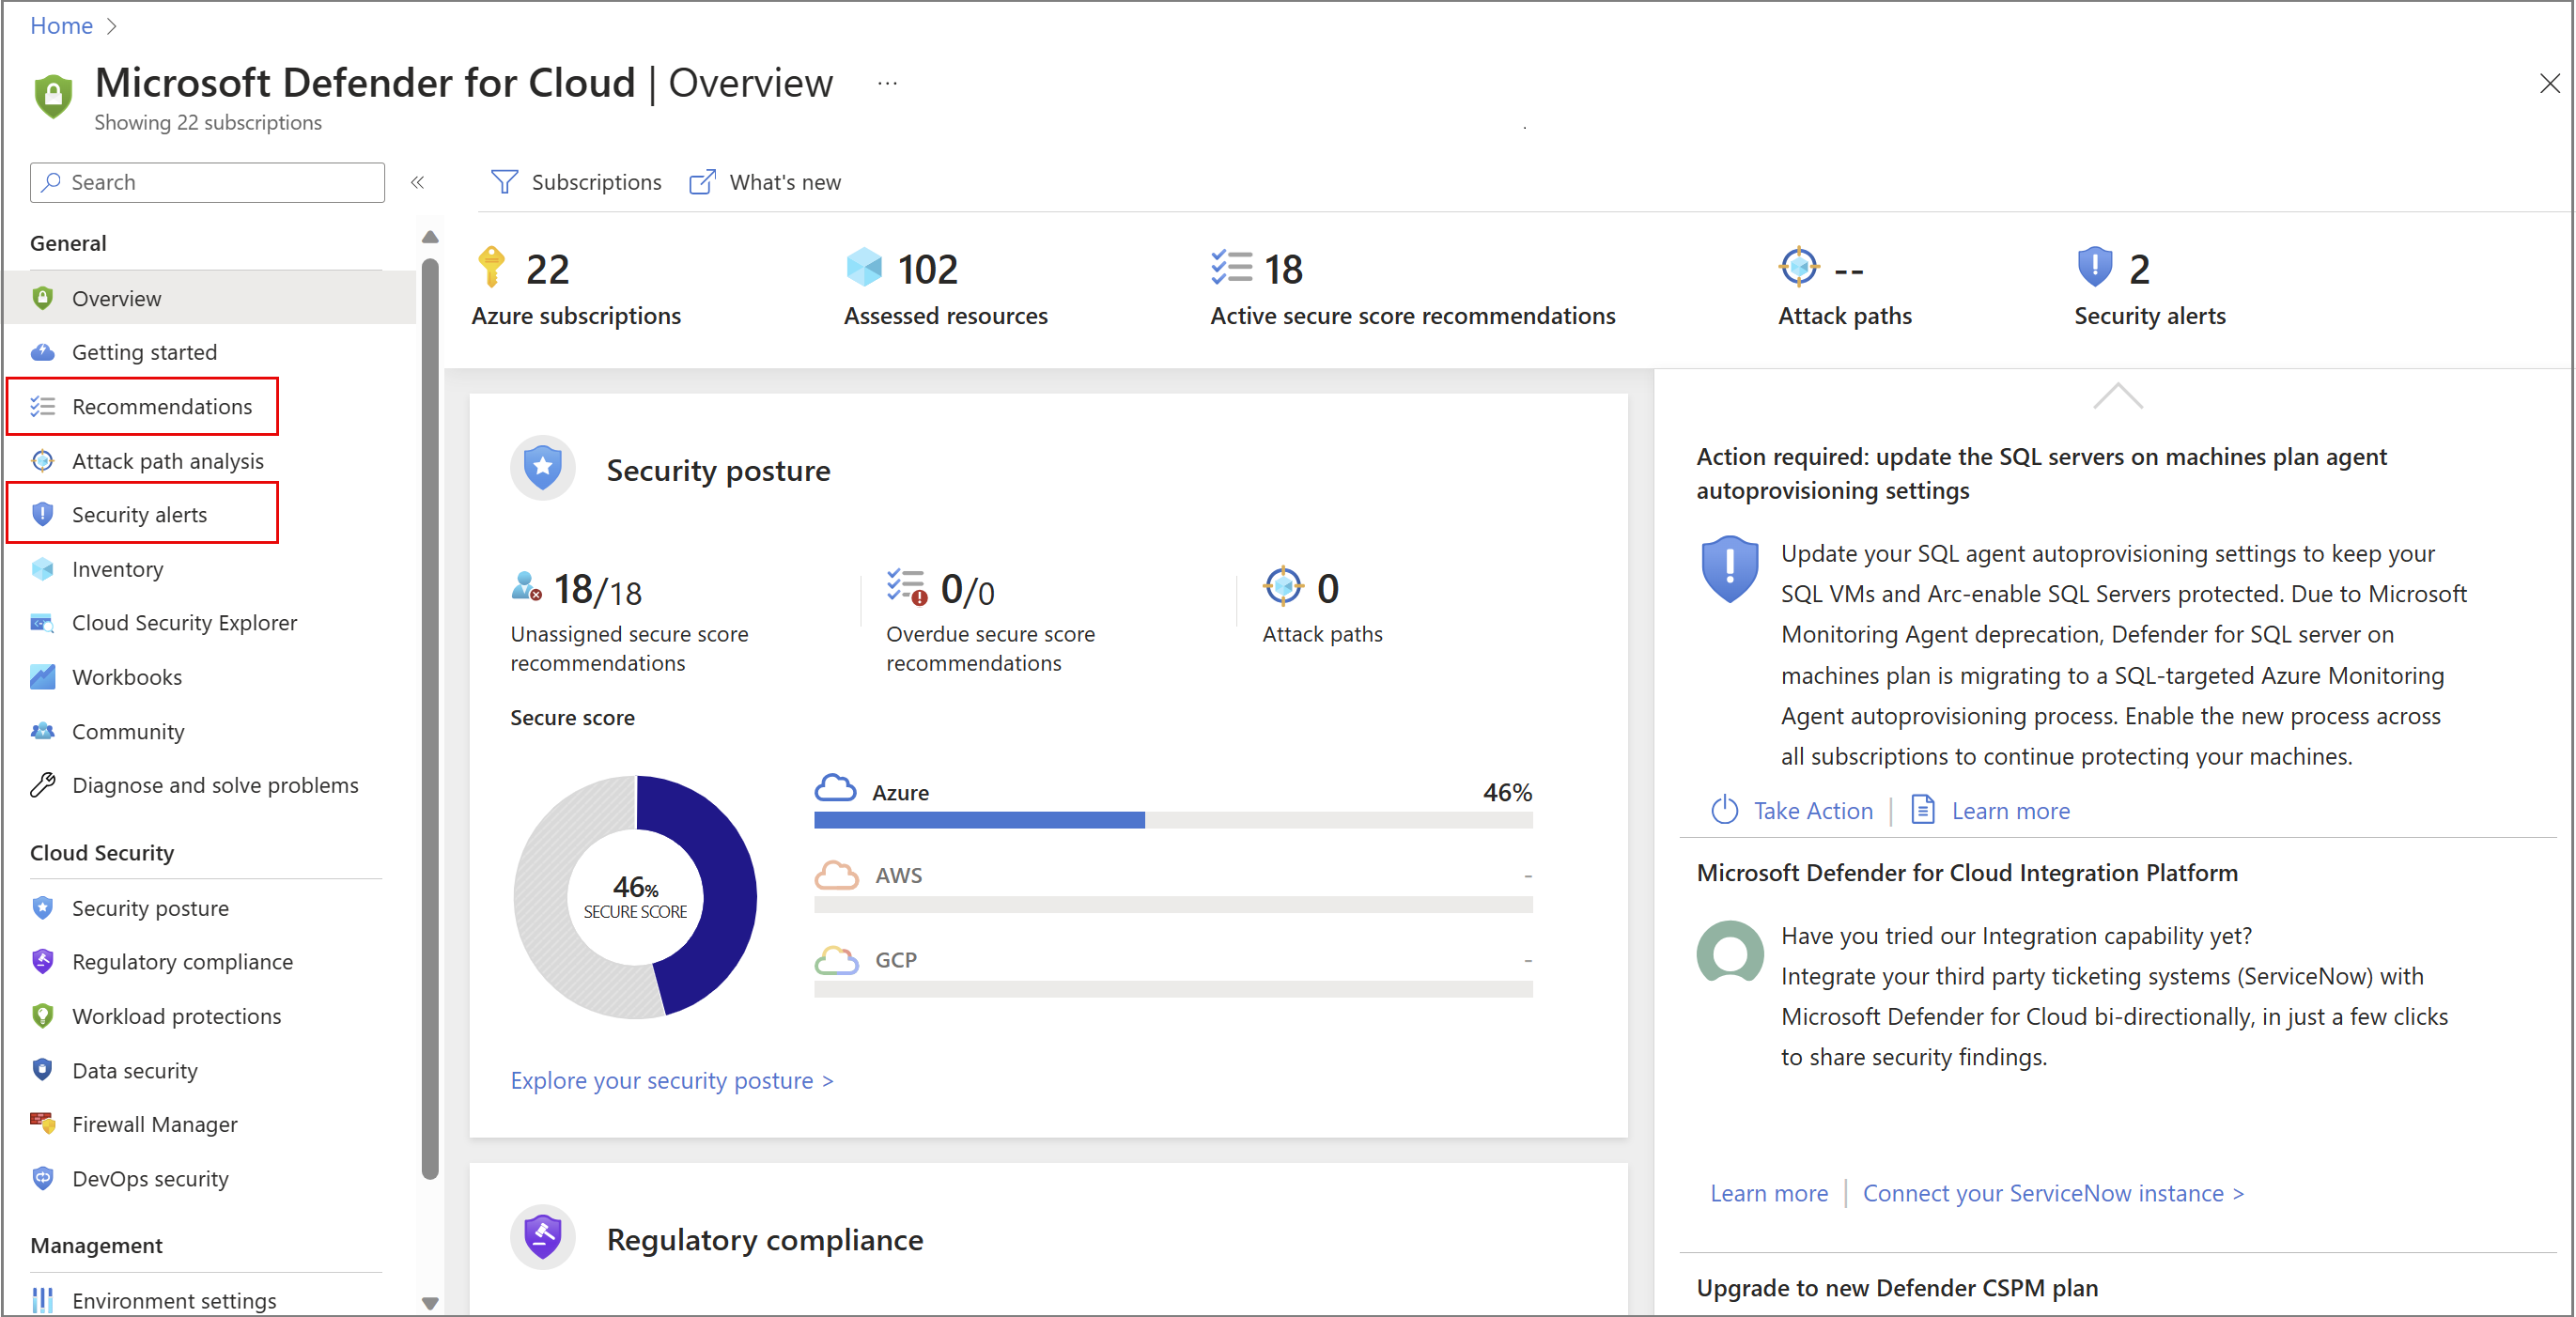 Home
Microsoft Defender for Cloud | Overview ...
Showing 22 subscriptions
Search
«
Subscriptions
What's new
General
Overview
Getting started
Recommendations
Attack path analysis
Security alerts
Inventory
Cloud Security Explorer
Workbooks
Community
Diagnose and solve problems
Cloud Security
Security posture
Regulatory compliance
Workload protections
Data security
Firewall Manager
DevOps security
Management
Environment settings
22
Azure subscriptions
102
Assessed resources
18
Active secure score recommendations
--
Attack paths
2
Security alerts
Security posture
18/18
Unassigned secure score
recommendations
0/0
Overdue secure score
recommendations
0
Attack paths
Secure score
46%
SECURE SCORE
Azure 46%
AWS -
GCP -
Explore your security posture >
Regulatory compliance
Action required: update the SQL servers on machines plan agent
autoprovisioning settings
Update your SQL agent autoprovisioning settings to keep your
SQL VMs and Arc-enable SQL Servers protected. Due to Microsoft
Monitoring Agent deprecation, Defender for SQL server on
machines plan is migrating to a SQL-targeted Azure Monitoring
Agent autoprovisioning process. Enable the new process across
all subscriptions to continue protecting your machines.
Take Action | Learn more
Microsoft Defender for Cloud Integration Platform
Have you tried our Integration capability yet?
Integrate your third party ticketing systems (ServiceNow) with
Microsoft Defender for Cloud bi-directionally, in just a few clicks
to share security findings.
Learn more | Connect your ServiceNow instance >
Upgrade to new Defender CSPM plan